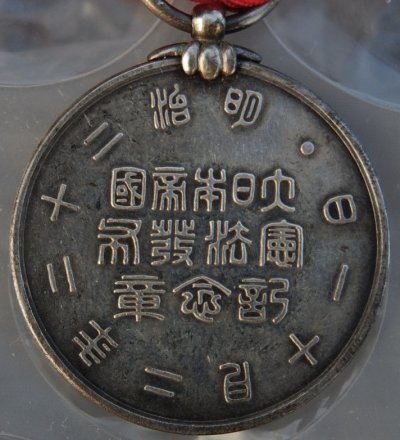 大日本帝國
憲法發布
記念章
明治二十二年二月十一日